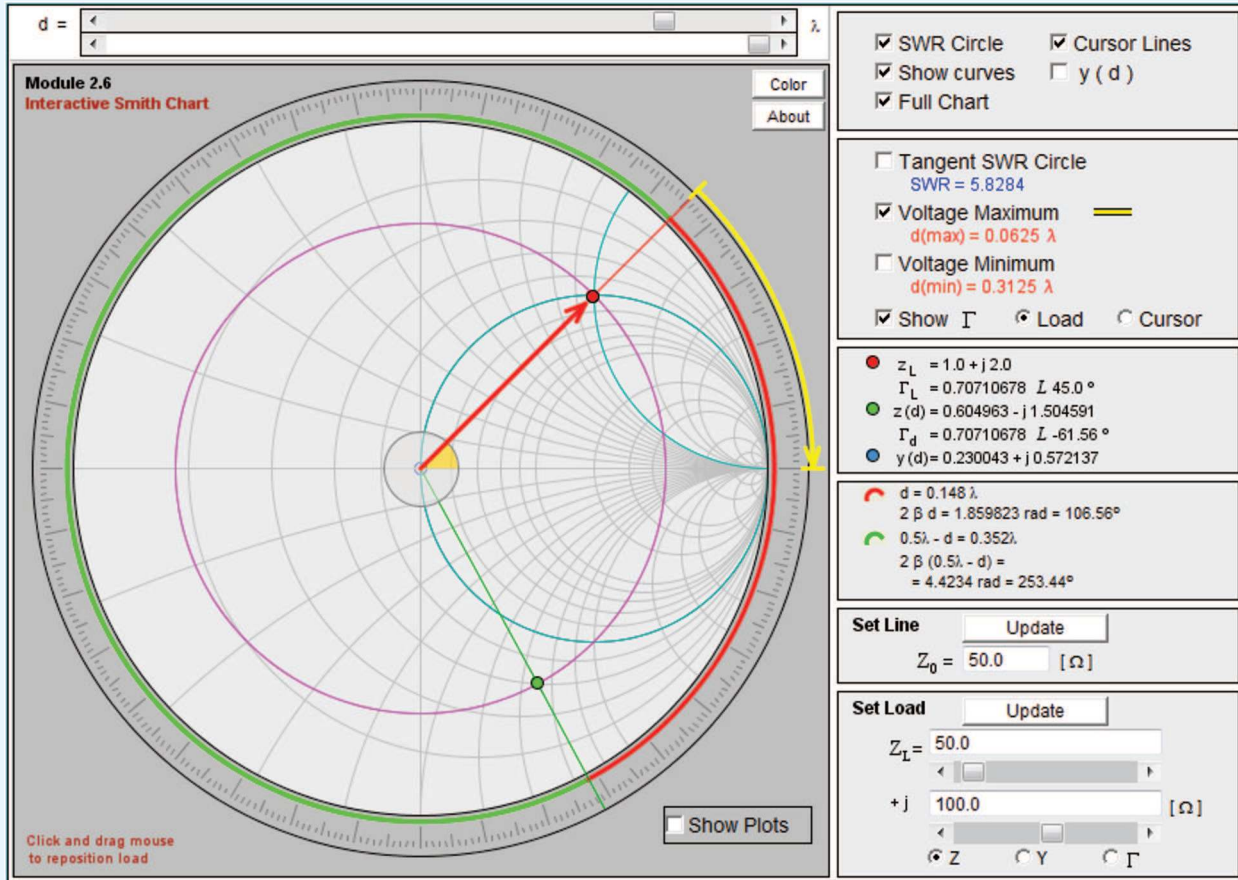 d =
λ
Module 2.6
Interactive Smith Chart
Color
About
Click and drag mouse
to reposition load
Show Plots
SWR Circle Cursor Lines
Show curves y ( d )
Full Chart
Tangent SWR Circle
SWR = 5.8284
Voltage Maximum
d(max) = 0.0625 λ
Voltage Minimum
d(min) = 0.3125 λ
Show Γ Load Cursor
z L = 1.0 + j 2.0
Γ L = 0.70710678 L 45.0 º
z (d) = 0.604963 - j 1.504591
Γ d = 0.70710678 L -61.56 º
y (d) = 0.230043 + j 0.572137
d = 0.148 λ
2 β d = 1.859823 rad = 106.56º
0.5λ - d = 0.352λ
2 β (0.5λ - d) =
= 4.4234 rad = 253.44º
Set Line Update
Z0 = 50.0 [ Ω ]
Set Load Update
ZL = 50.0
+ j 100.0 [ Ω ]
Z Y Γ